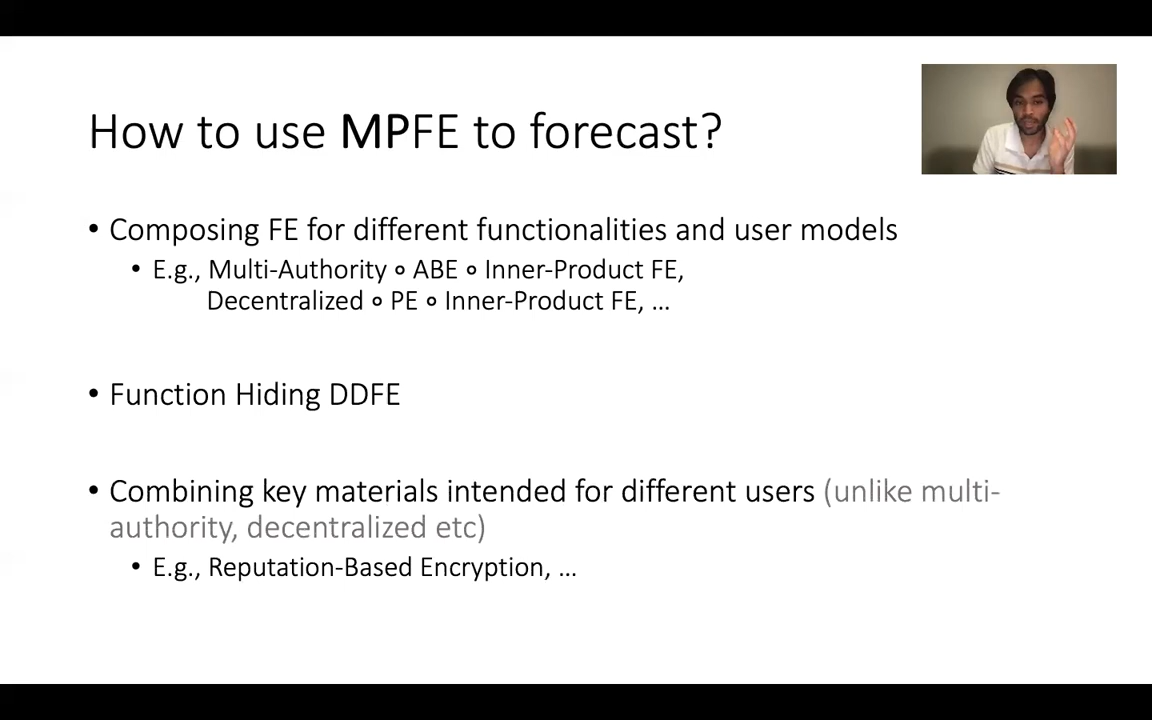 How to use MPFE to forecast?
• Composing FE for different functionalities and user models
• E.g., Multi-Authority ∘ ABE ∘ Inner-Product FE,
Decentralized ∘ PE ∘ Inner-Product FE, ...
• Function Hiding DDFE
• Combining key materials intended for different users (unlike multi-
authority, decentralized etc)
• E.g., Reputation-Based Encryption, ...